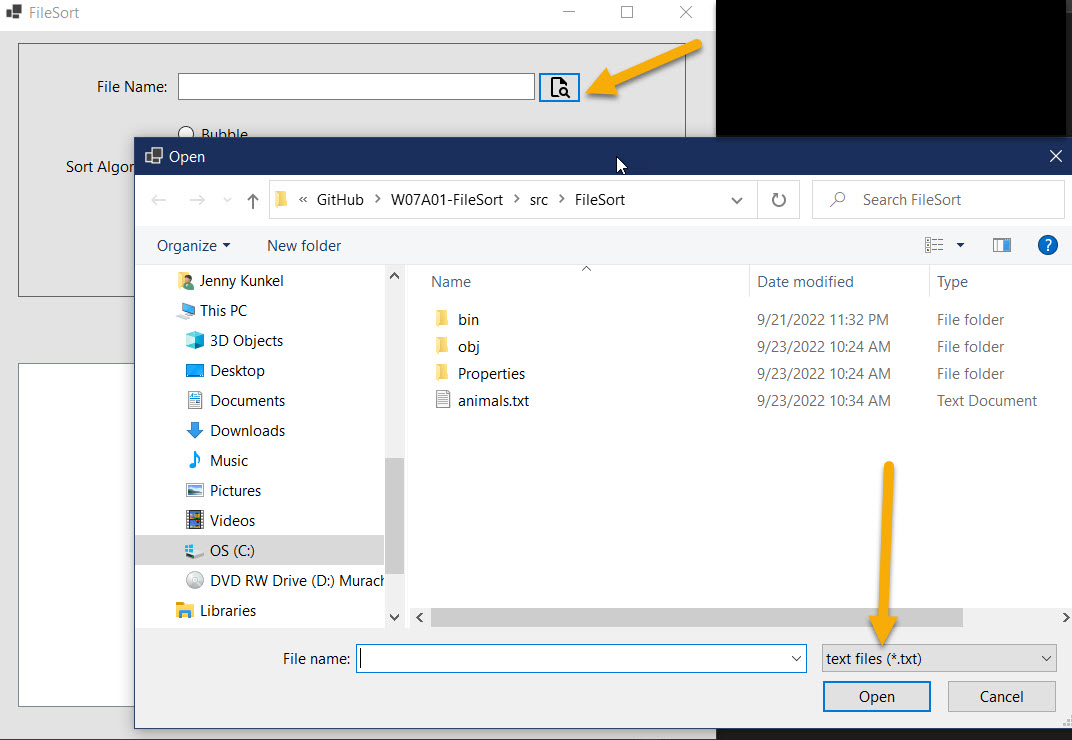 FileSort
File Name:
Bubble
Sort Algor
Open
« GitHub > W07A01-FileSort > src > FileSort
Search FileSort
Organize
New folder
?
Jenny Kunkel
This PC
3D Objects
Desktop
Documents
Downloads
Music
Pictures
Videos
OS (C:)
DVD RW Drive (D:) Murach
Libraries
Name Date modified Type
bin 9/21/2022 11:32 PM File folder
obj 9/23/2022 10:24 AM File folder
Properties 9/23/2022 10:24 AM File folder
animals.txt 9/23/2022 10:34 AM Text Document
File name:
text files (*.txt)
Open
Cancel